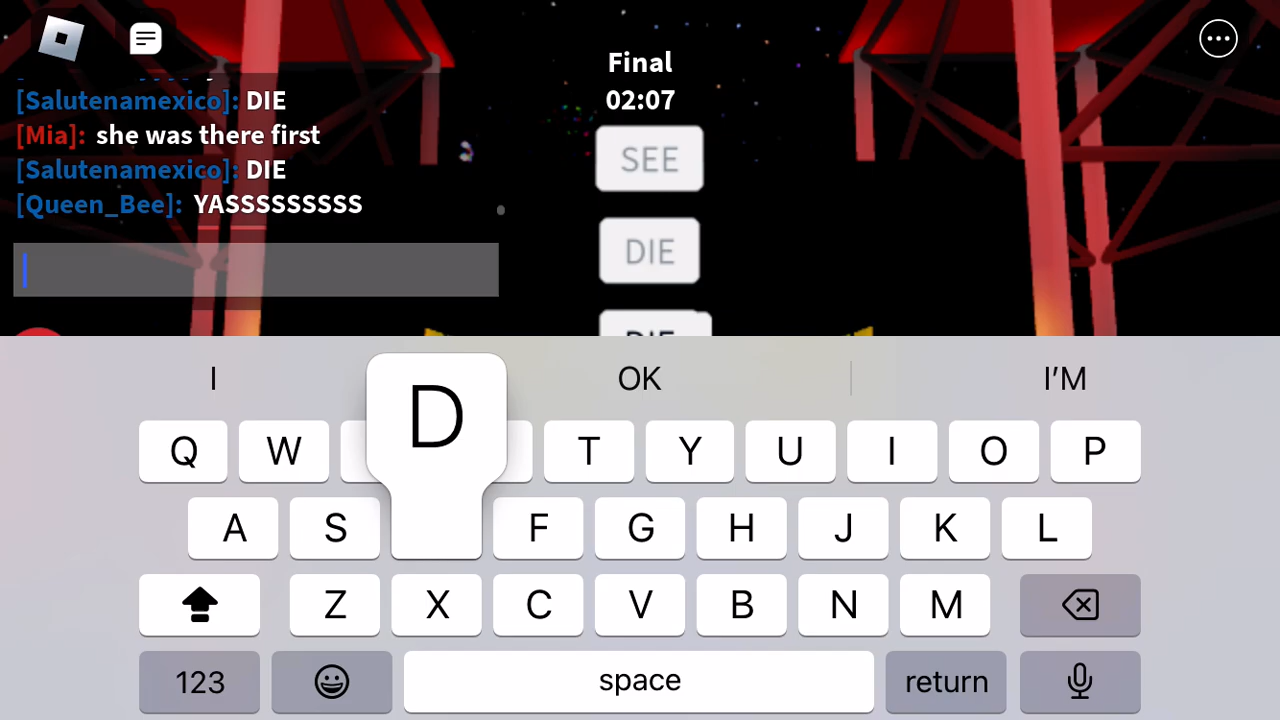 Final
02:07
[Salutenamexico]: DIE
[Mia]: she was there first
[Salutenamexico]: DIE
[Queen_Bee]: YASSSSSSSSS
SEE
DIE
DIE
I OK I'M
D
Q W T Y U I O P
A S F G H J K L
Z X C V B N M
123 space return